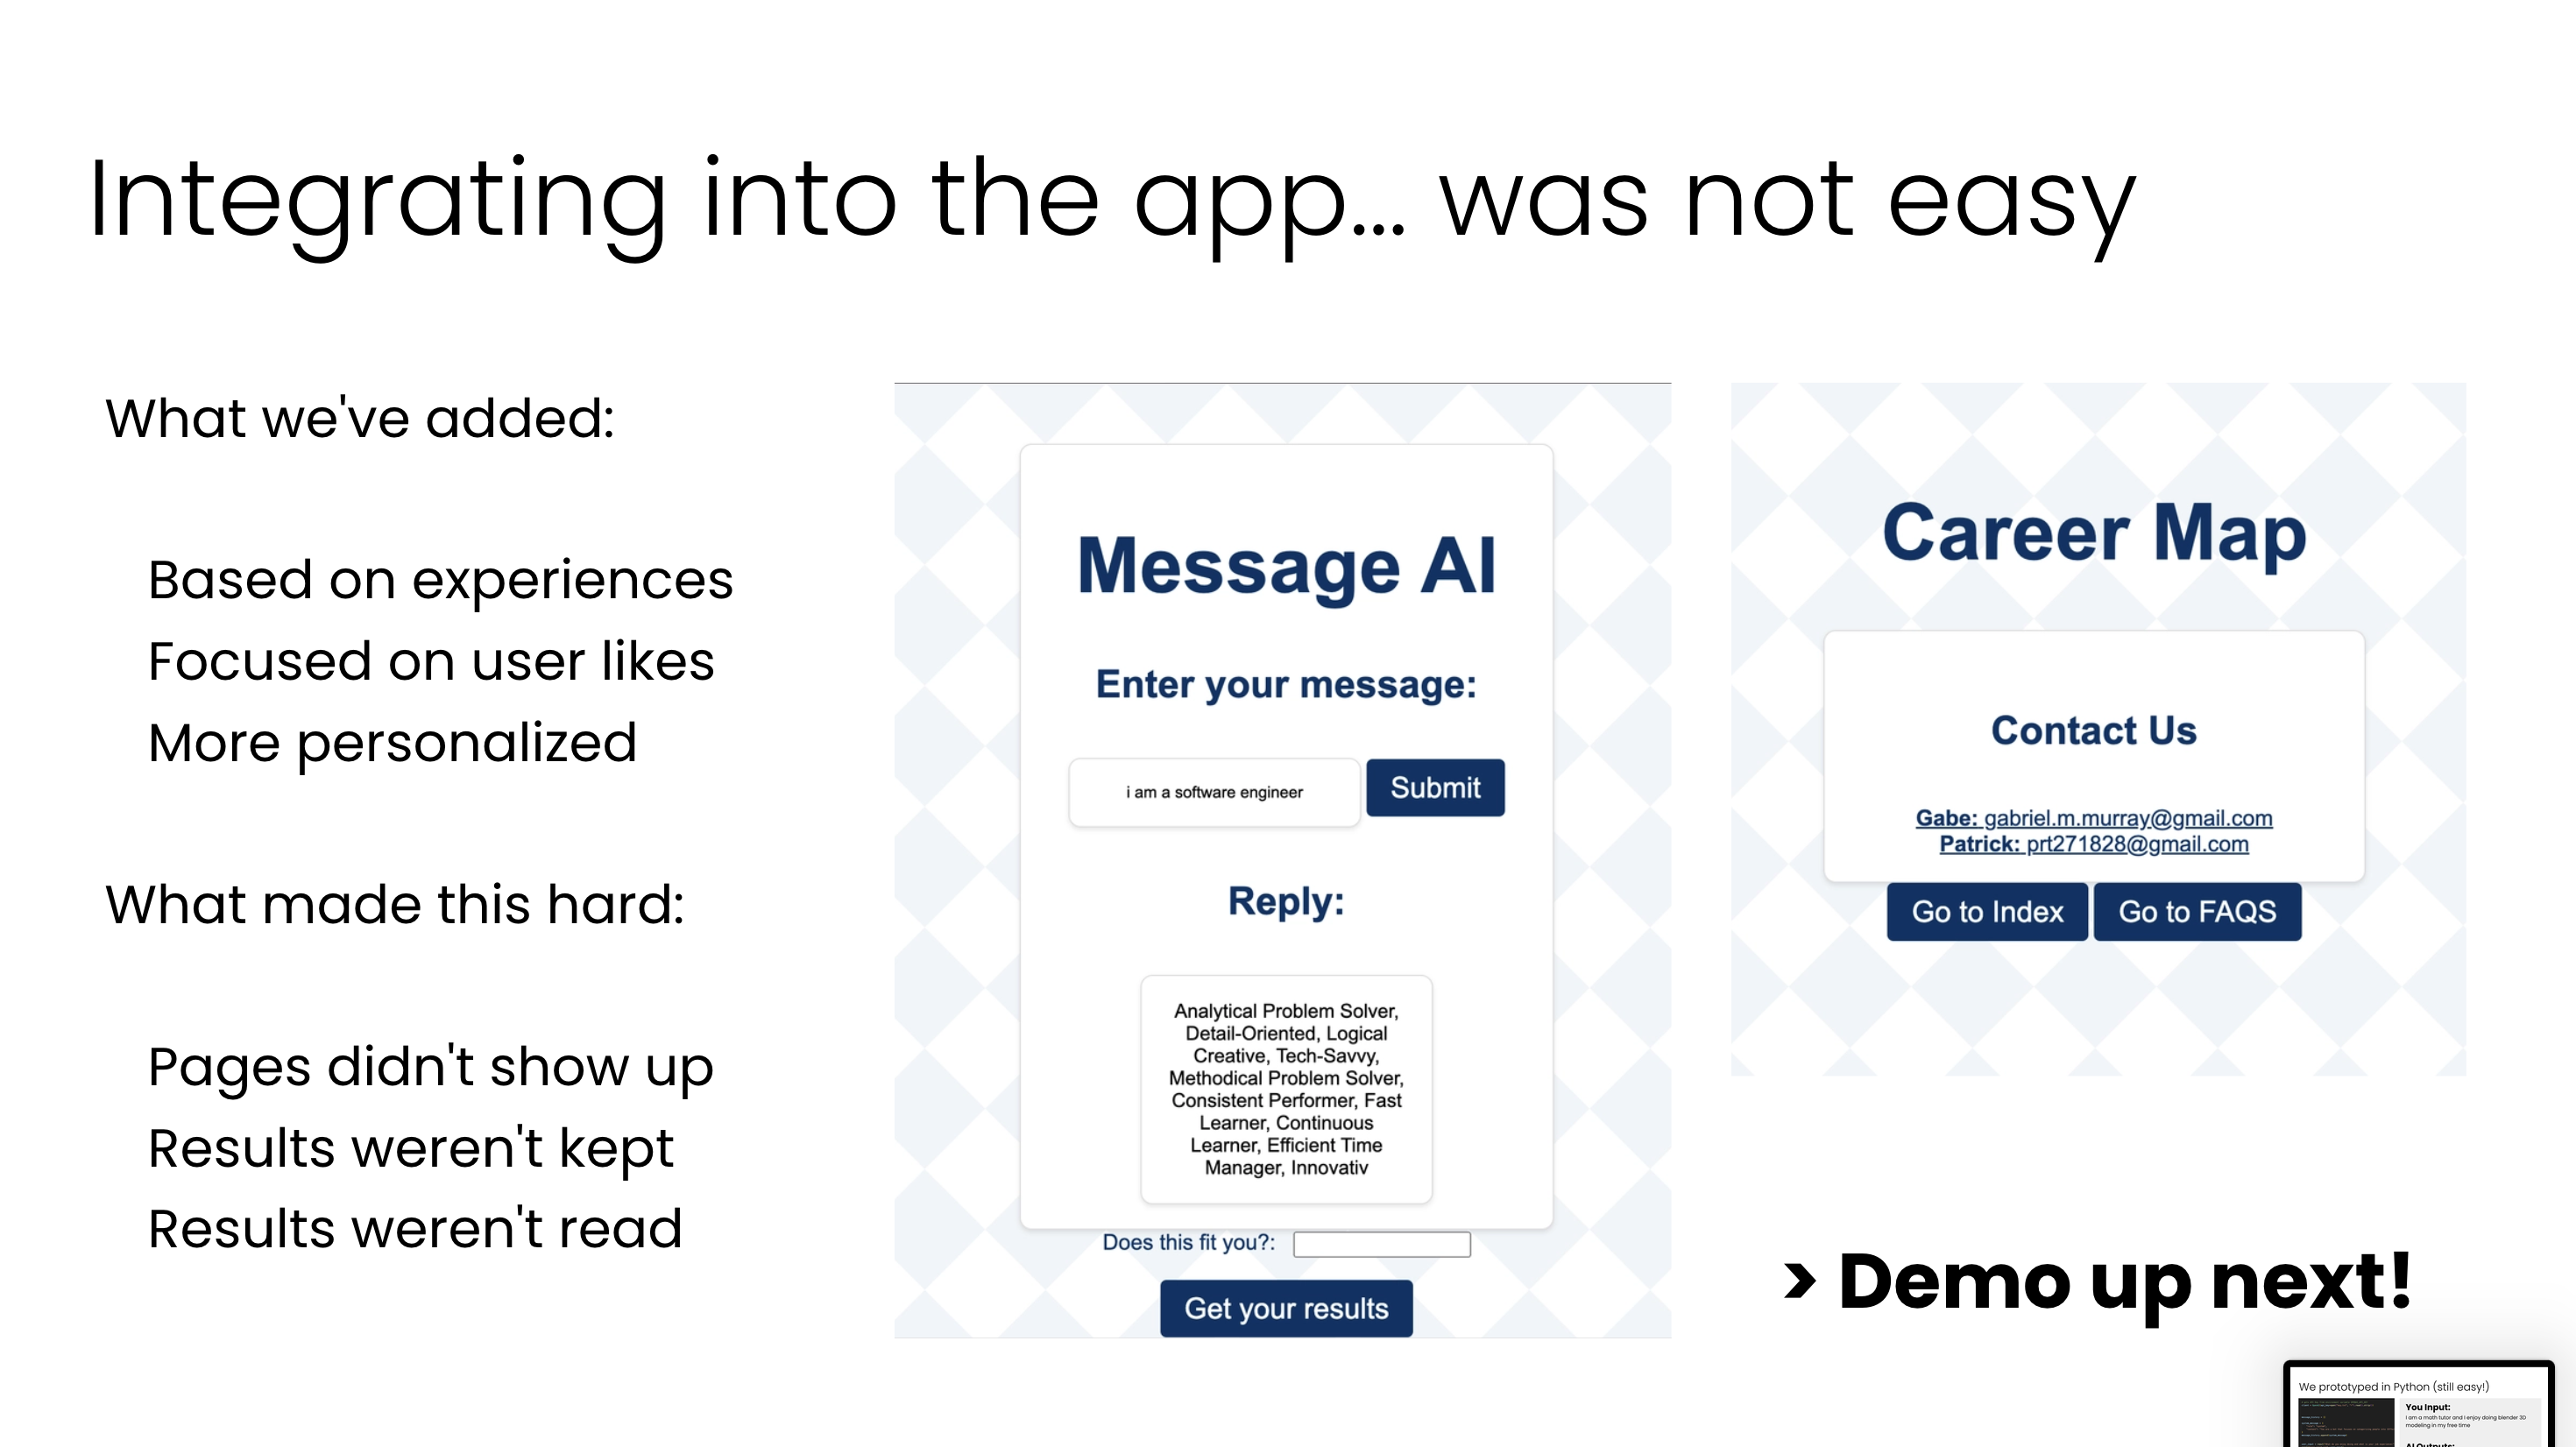 Integrating into the app... was not easy
What we've added:
Based on experiences
Focused on user likes
More personalized
What made this hard:
Pages didn't show up
Results weren't kept
Results weren't read
Message AI
Enter your message:
i am a software engineer
Submit
Reply:
Analytical Problem Solver,
Detail-Oriented, Logical
Creative, Tech-Savvy,
Methodical Problem Solver,
Consistent Performer, Fast
Learner, Continuous
Learner, Efficient Time
Manager, Innovativ
Does this fit you?:
Get your results
Career Map
Contact Us
Gabe: gabriel.m.murray@gmail.com
Patrick: prt271828@gmail.com
Go to Index
Go to FAQS
> Demo up next!
We prototyped in Python (still easy!)
You Input:
I am a math tutor and I enjoy doing blender 3D
modeling in my free time